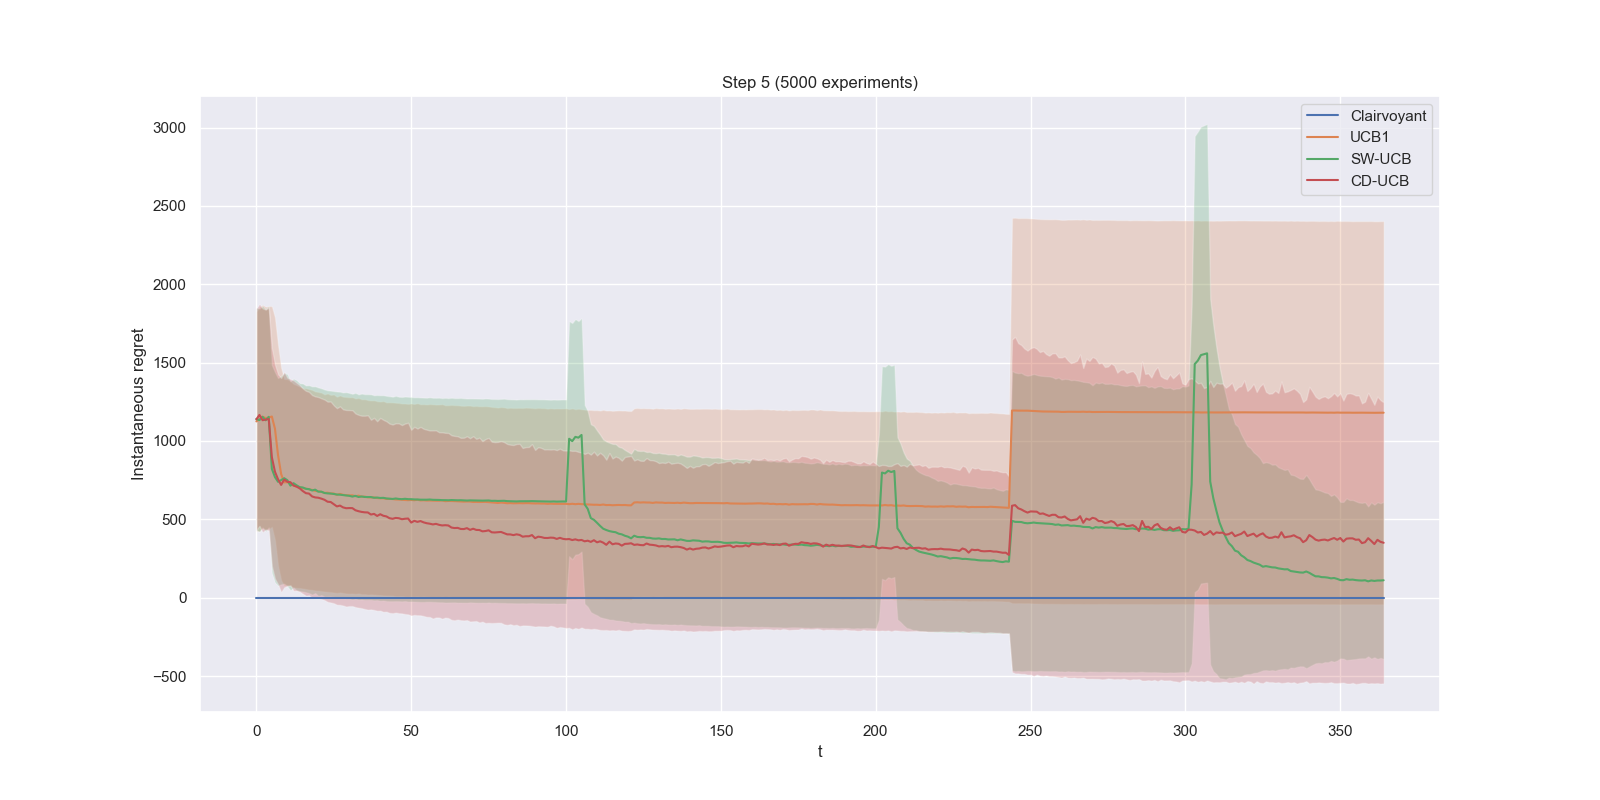 Step 5 (5000 experiments)
Clairvoyant
UCB1
SW-UCB
CD-UCB
Instantaneous regret
3000
2500
2000
1500
1000
500
0
−500
0 50 100 150 200 250 300 350
t